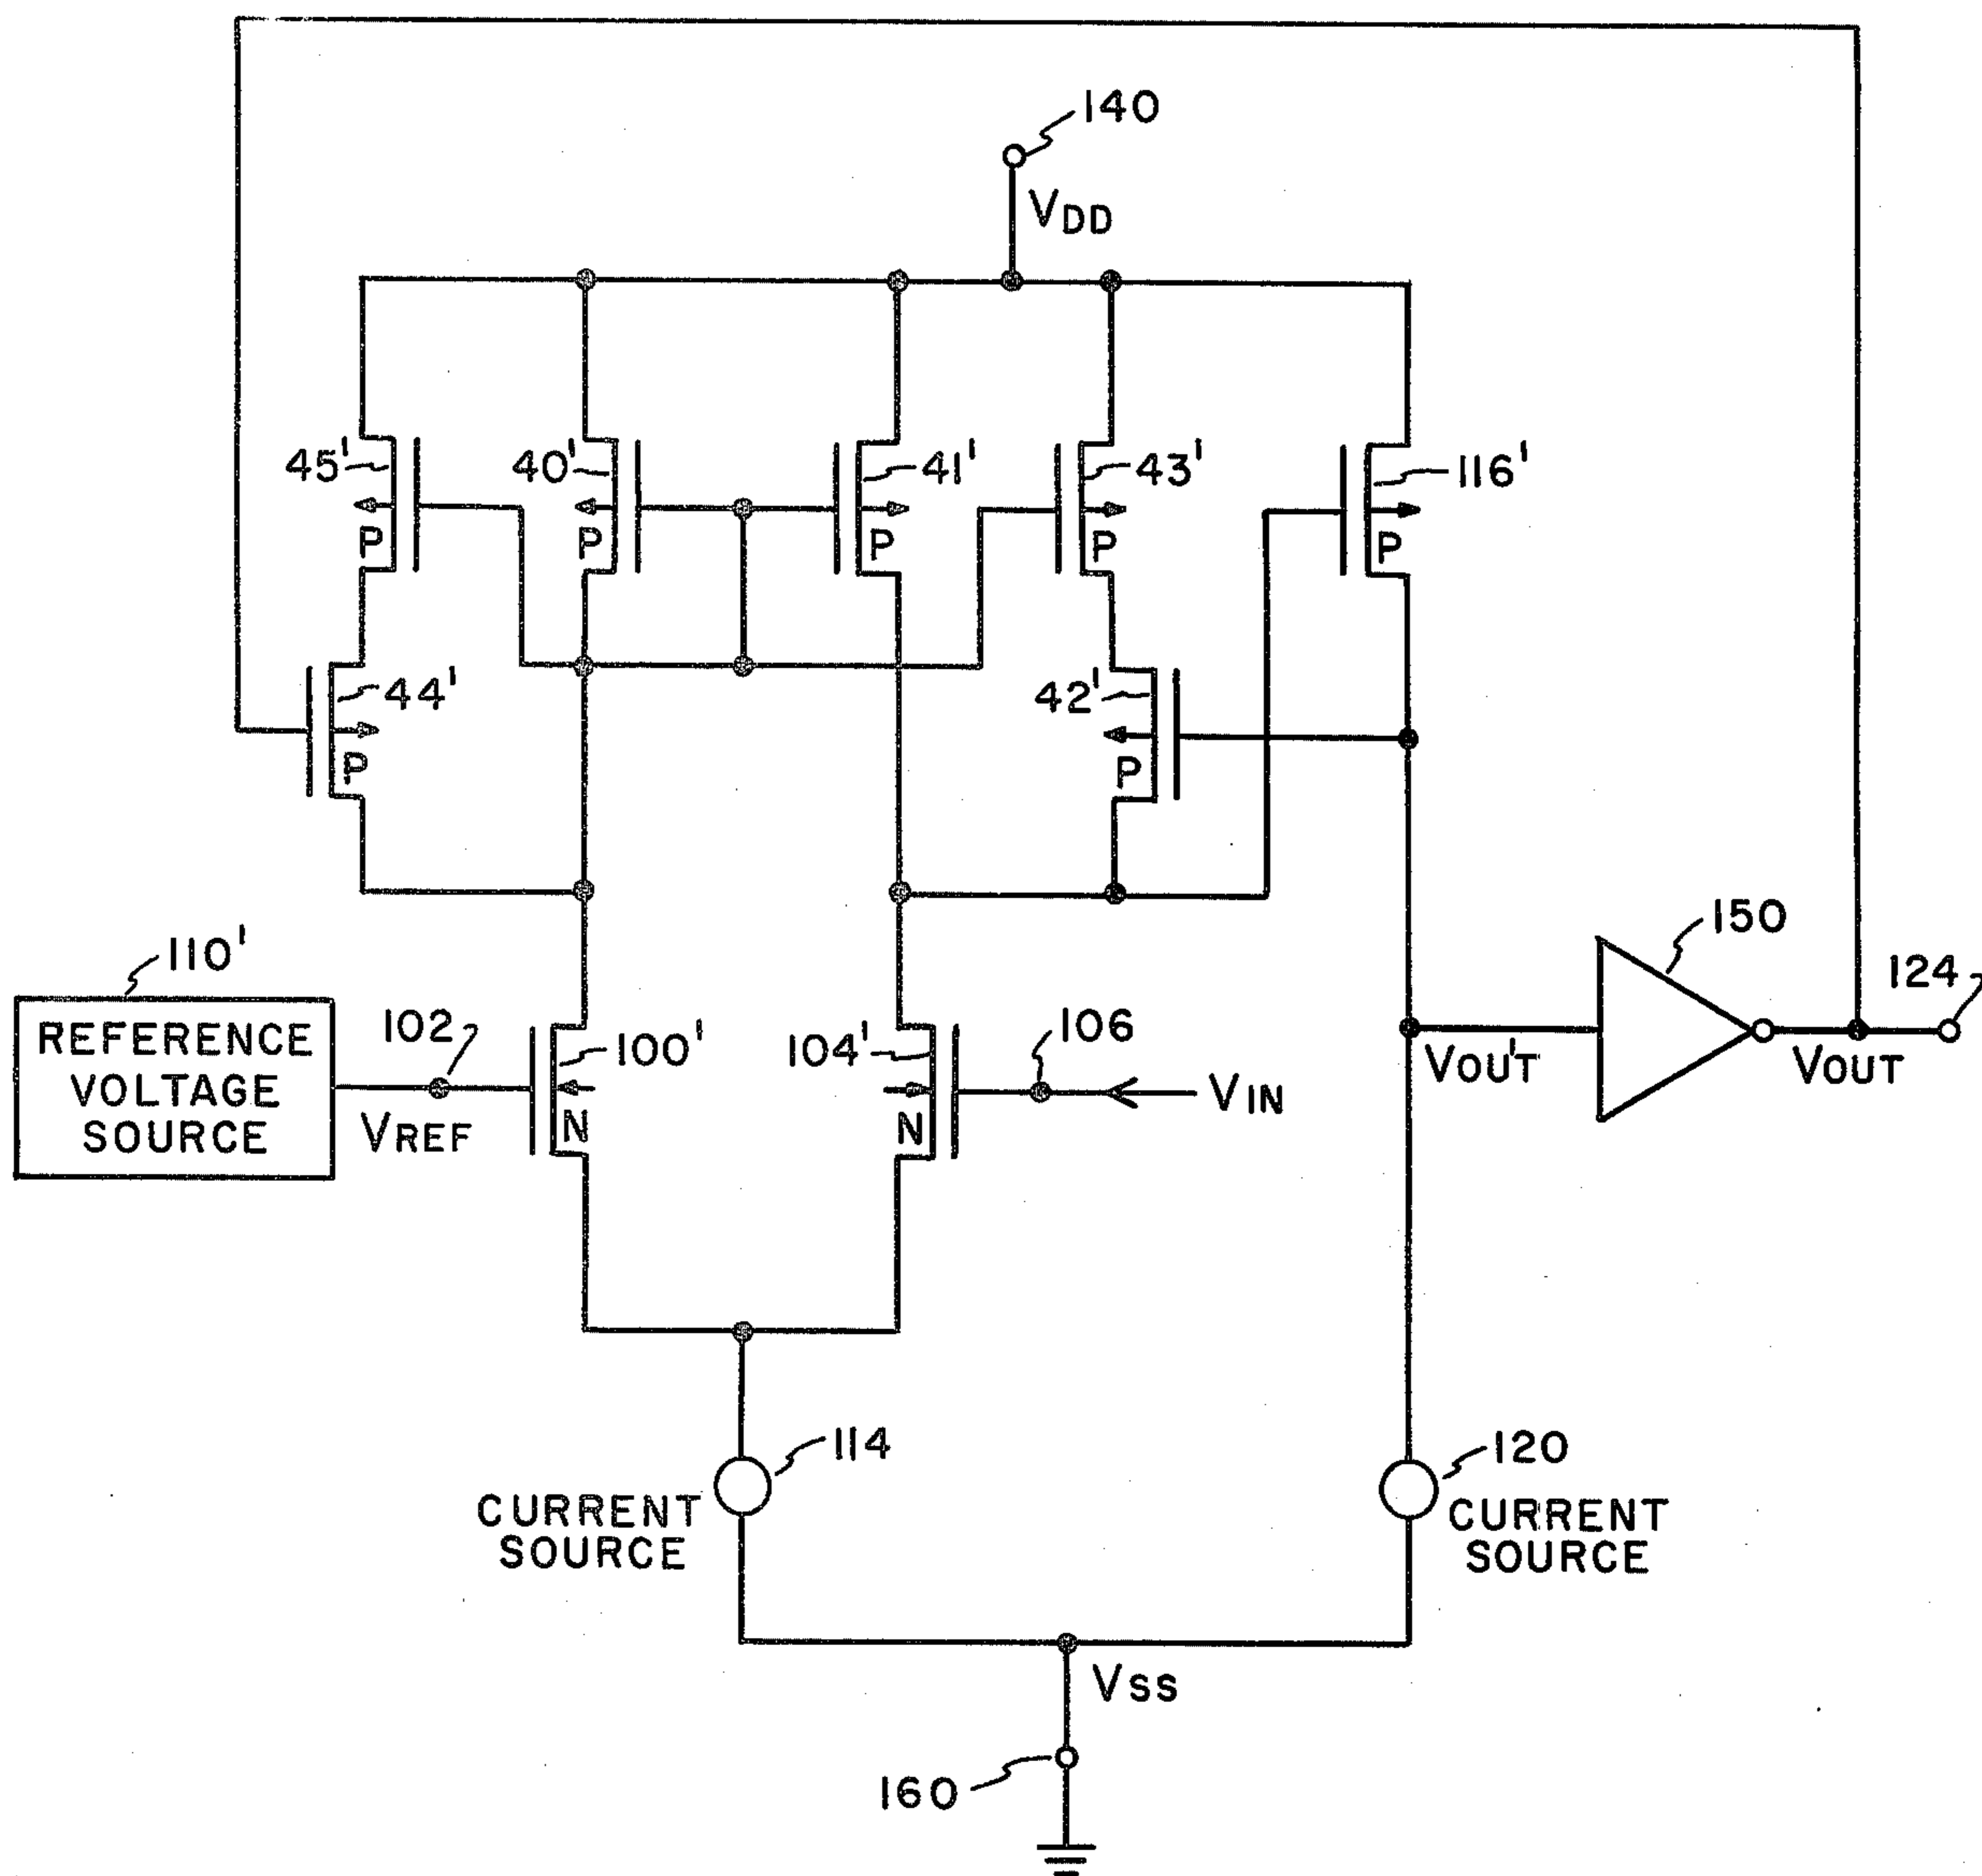 140
VDD
45'
40'
41'
43'
116'
P
P
P
P
P
44'
42'
P
P
110'
150
124
REFERENCE
VOLTAGE
SOURCE
102
VREF
100'
N
104'
N
106
VIN
VOUT'
VOUT
114
CURRENT
SOURCE
120
CURRENT
SOURCE
VSS
160